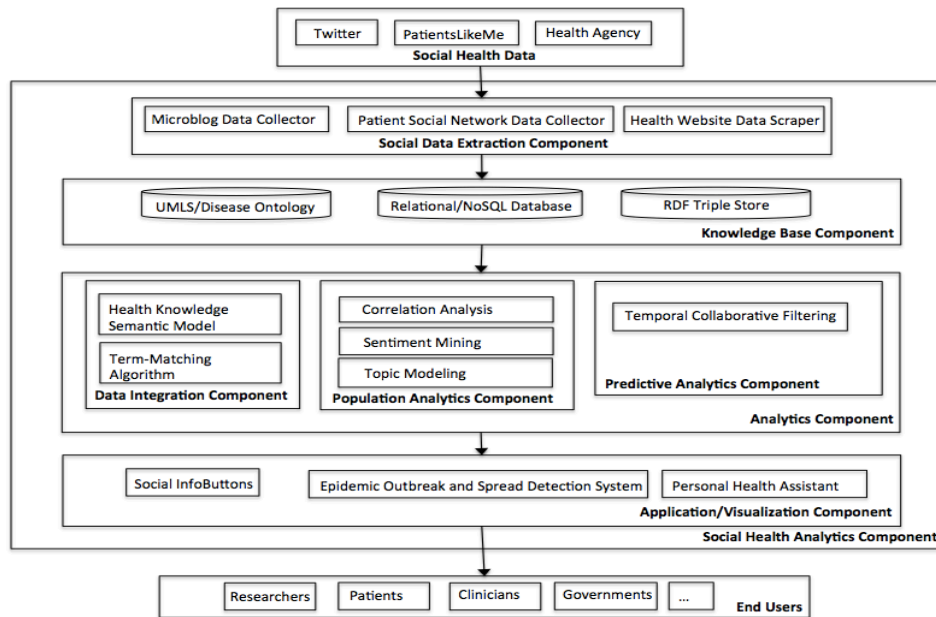 Twitter
PatientsLikeMe
Health Agency
Social Health Data
Microblog Data Collector
Patient Social Network Data Collector
Health Website Data Scraper
Social Data Extraction Component
UMLS/Disease Ontology
Relational/NoSQL Database
RDF Triple Store
Knowledge Base Component
Health Knowledge
Semantic Model
Term-Matching
Algorithm
Data Integration Component
Correlation Analysis
Sentiment Mining
Topic Modeling
Population Analytics Component
Temporal Collaborative Filtering
Predictive Analytics Component
Analytics Component
Social InfoButtons
Epidemic Outbreak and Spread Detection System
Personal Health Assistant
Application/Visualization Component
Social Health Analytics Component
Researchers
Patients
Clinicians
Governments
...
End Users